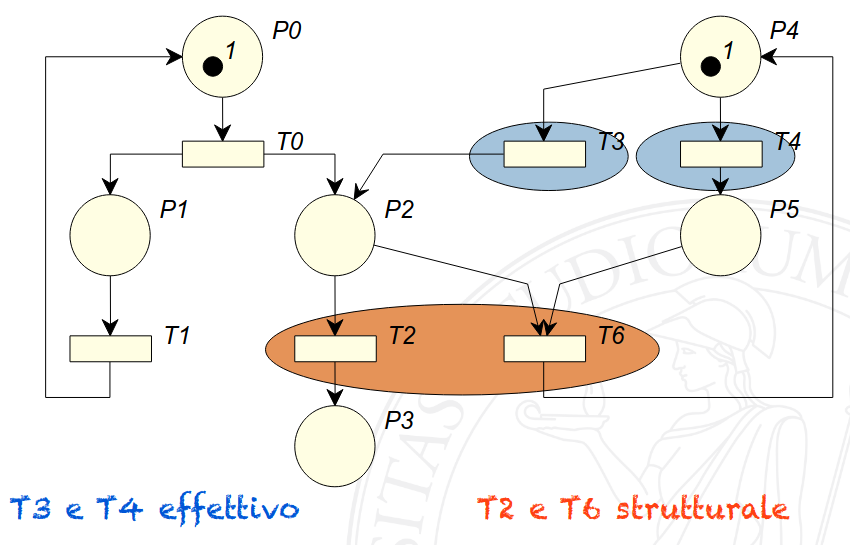 P0
1
P4
1
T0
T3
T4
P1
P2
P5
T1
T2
T6
P3
T3 e T4 effettivo
T2 e T6 strutturale